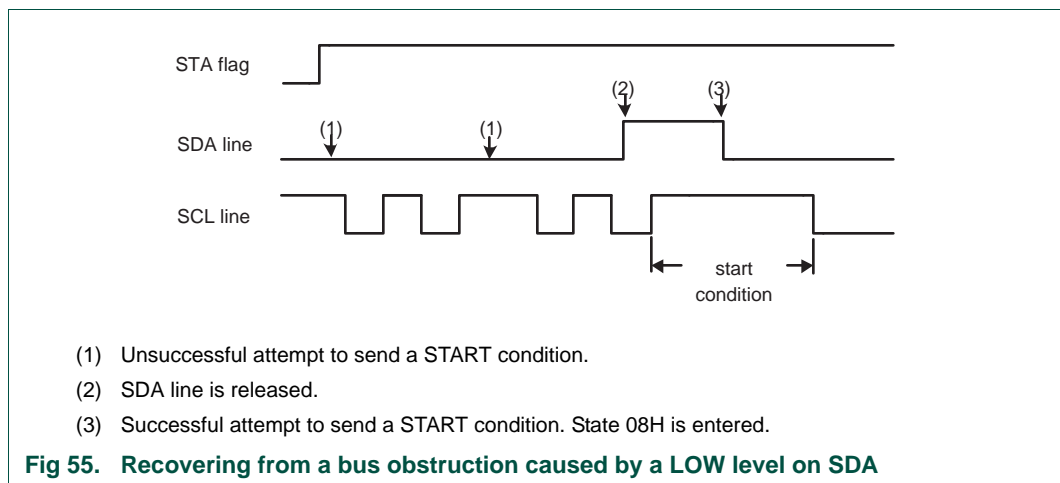 STA flag
(2) (3)
(1) (1)
SDA line
SCL line
start
condition
(1) Unsuccessful attempt to send a START condition.
(2) SDA line is released.
(3) Successful attempt to send a START condition. State 08H is entered.
Fig 55. Recovering from a bus obstruction caused by a LOW level on SDA